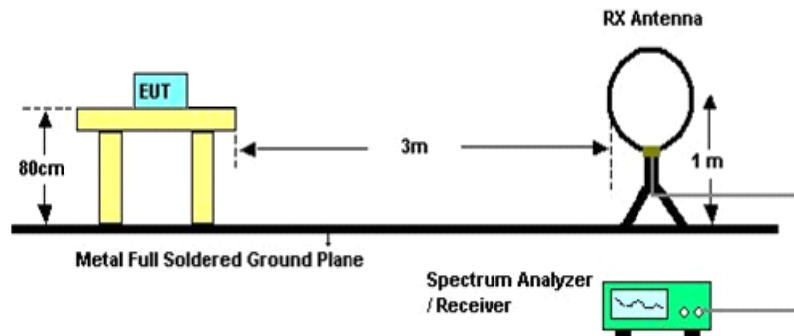 RX Antenna
EUT
80cm
3m
1 m
Metal Full Soldered Ground Plane
Spectrum Analyzer
/ Receiver